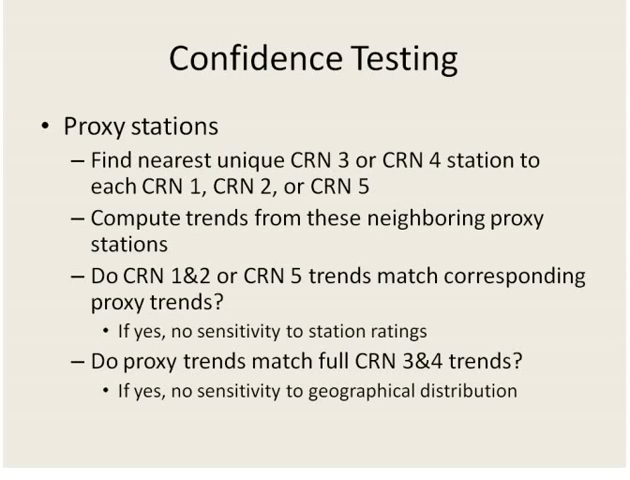 Confidence Testing
• Proxy stations
– Find nearest unique CRN 3 or CRN 4 station to
each CRN 1, CRN 2, or CRN 5
– Compute trends from these neighboring proxy
stations
– Do CRN 1&2 or CRN 5 trends match corresponding
proxy trends?
• If yes, no sensitivity to station ratings
– Do proxy trends match full CRN 3&4 trends?
• If yes, no sensitivity to geographical distribution